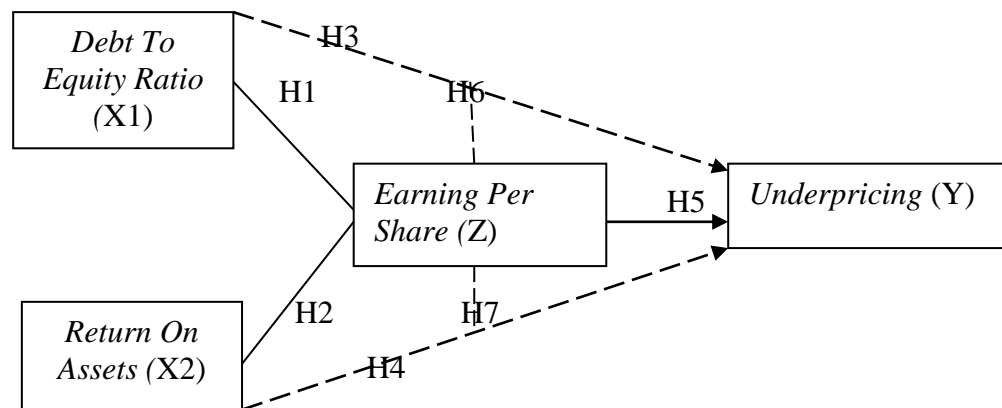 Debt To
Equity Ratio
(X1)
H3
H1
H6
Earning Per
Share (Z)
H5
Underpricing (Y)
H2
H7
Return On
Assets (X2)
H4